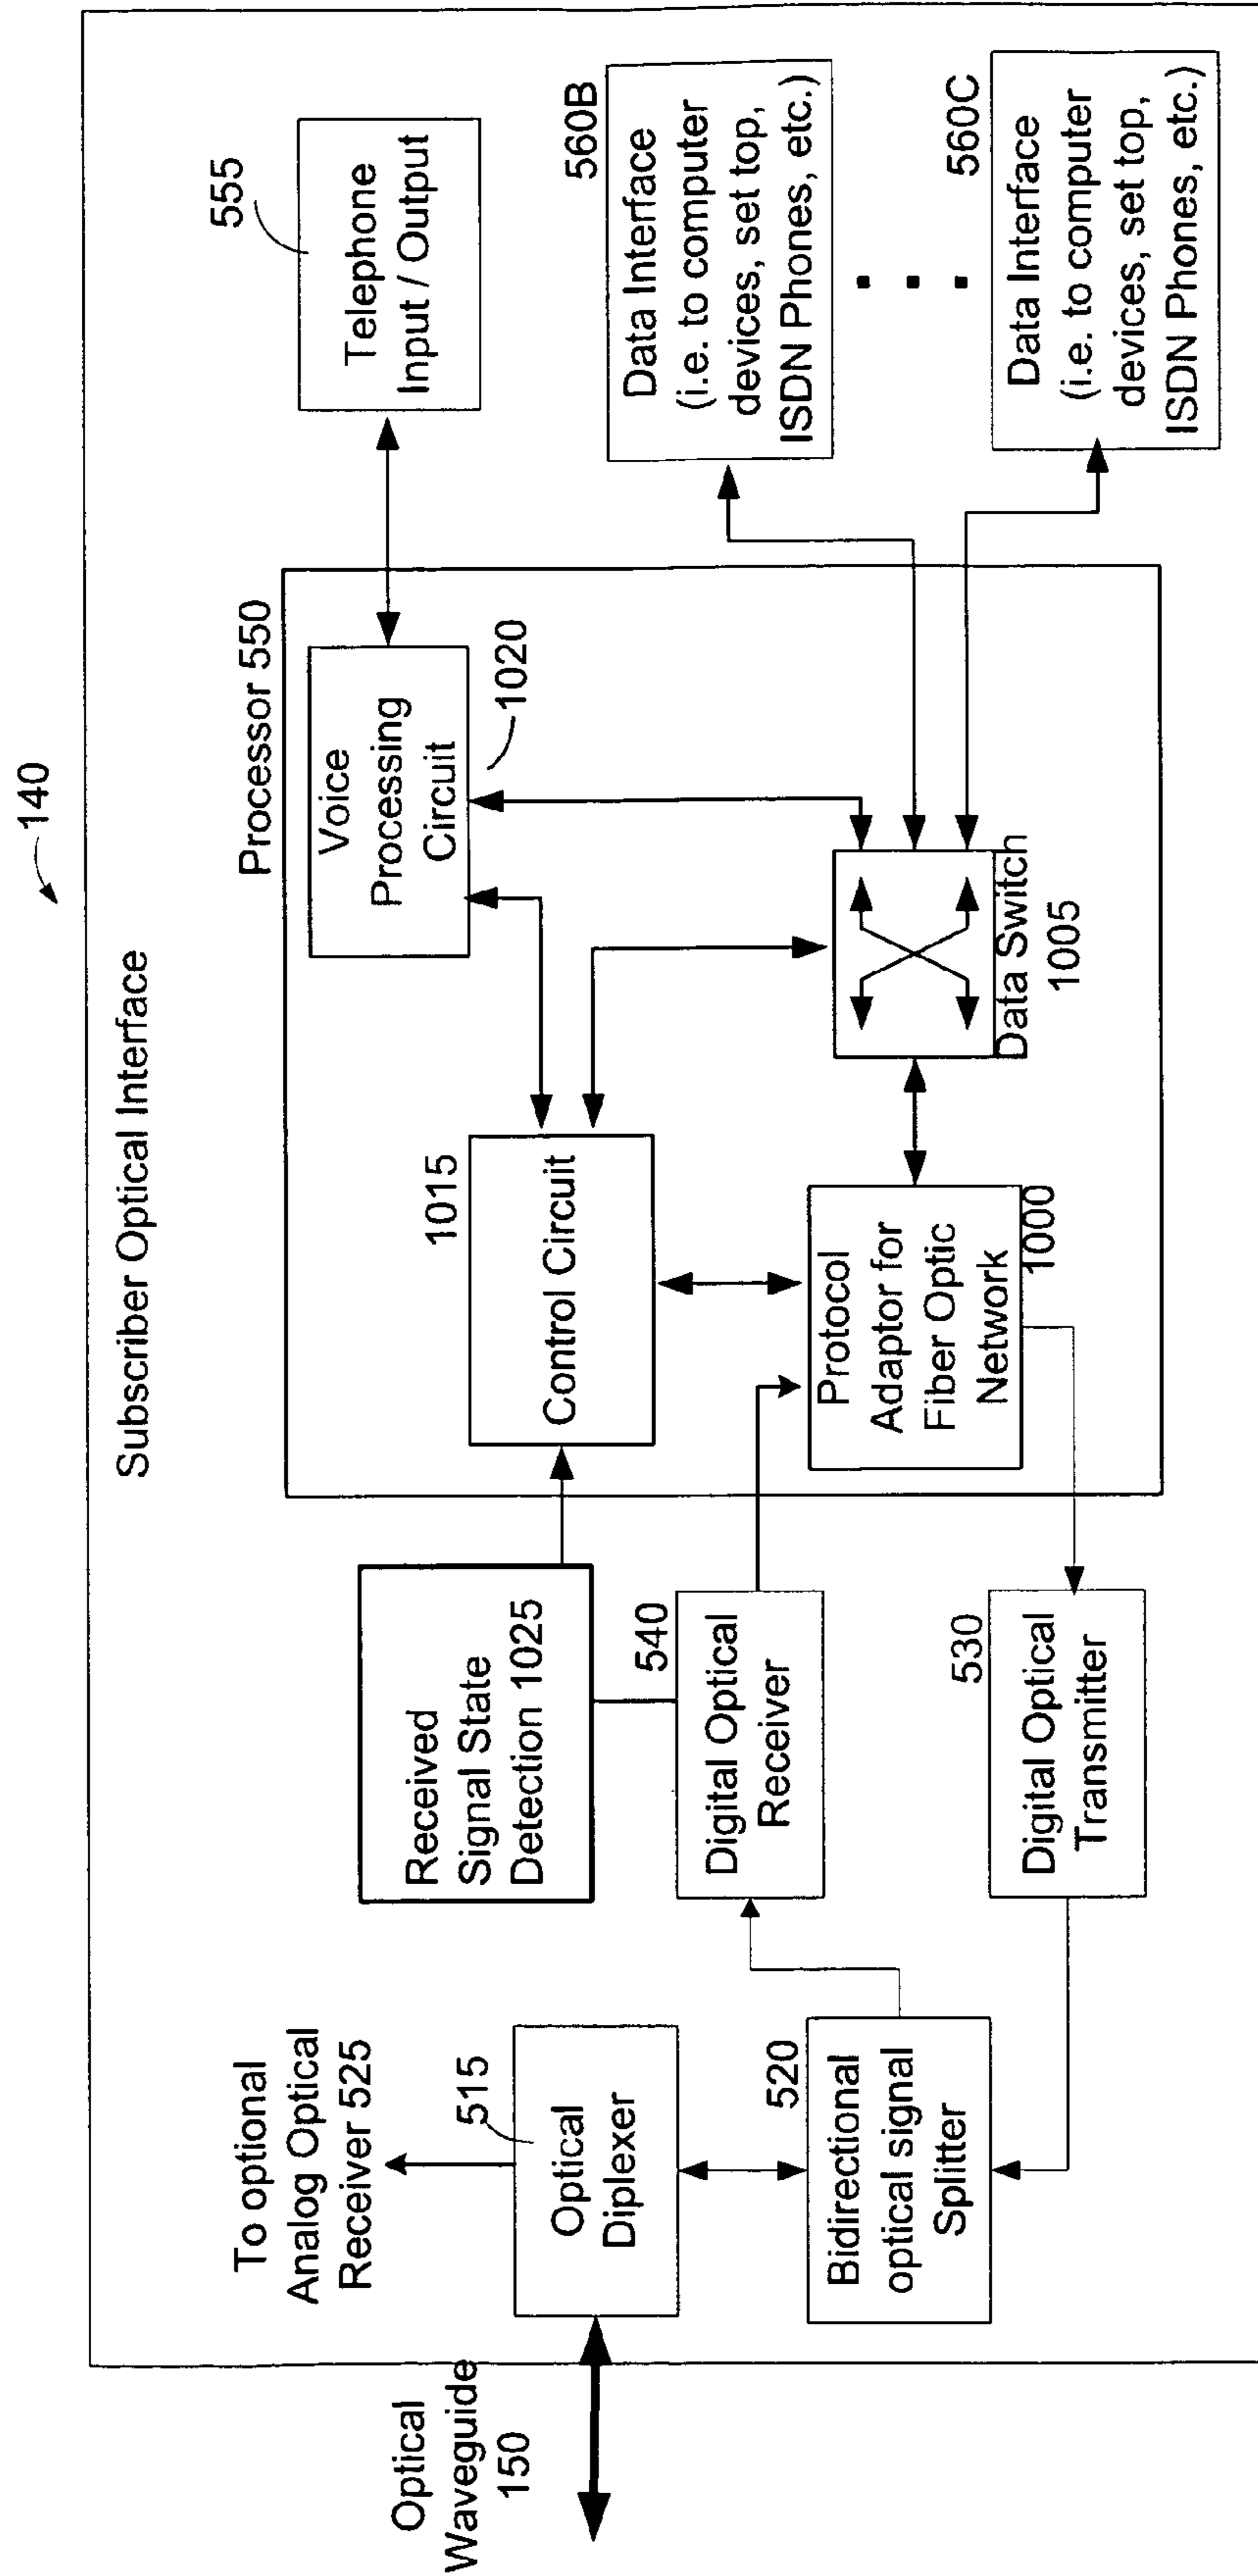 140
Subscriber Optical Interface
Optical
Waveguide
150
To optional
Analog Optical
Receiver 525
515
Optical
Diplexer
520
Bidirectional
optical signal
Splitter
Received
Signal State
Detection 1025
540
Digital Optical
Receiver
530
Digital Optical
Transmitter
Processor 550
1015
Control Circuit
Protocol
Adaptor for
Fiber Optic
Network
1000
Voice
Processing
Circuit
1020
Data Switch
1005
555
Telephone
Input / Output
560B
Data Interface
(i.e. to computer
devices, set top,
ISDN Phones, etc.)
560C
Data Interface
(i.e. to computer
devices, set top,
ISDN Phones, etc.)